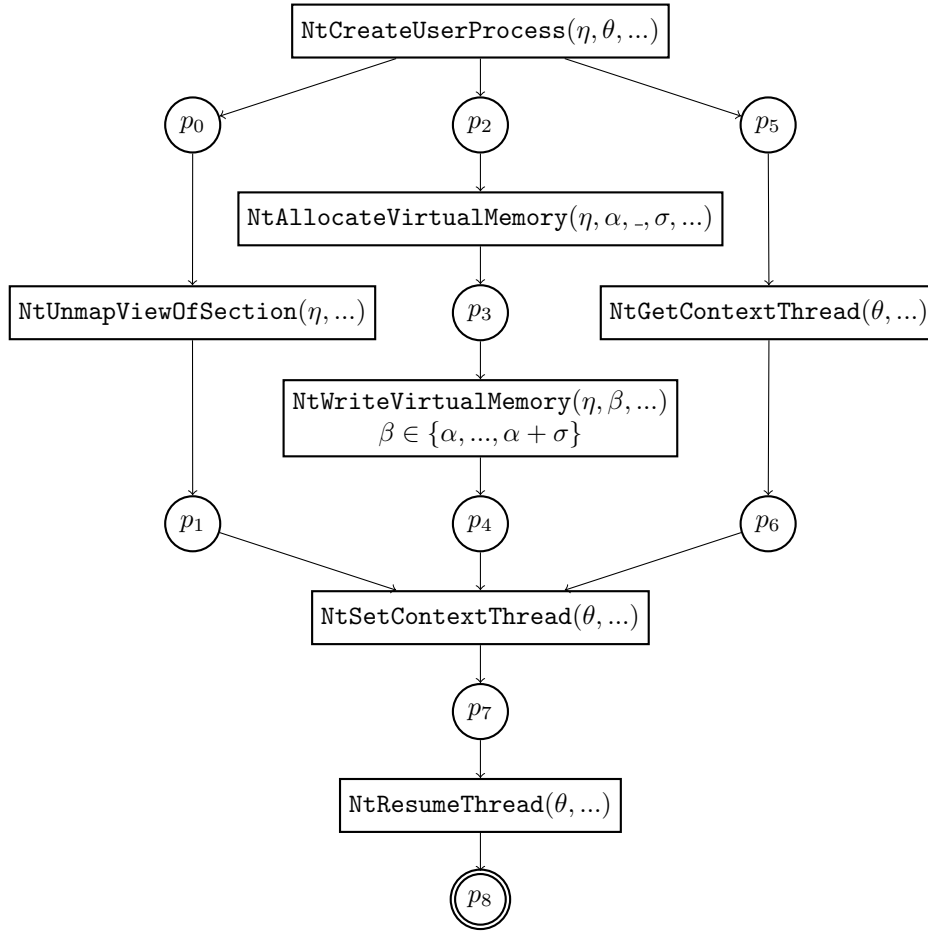 NtCreateUserProcess(η, θ, ...)
p₀
p₂
p₅
NtAllocateVirtualMemory(η, α, _, σ, ...)
NtUnmapViewOfSection(η, ...)
p₃
NtGetContextThread(θ, ...)
NtWriteVirtualMemory(η, β, ...)
β ∈ {α, ..., α + σ}
p₁
p₄
p₆
NtSetContextThread(θ, ...)
p₇
NtResumeThread(θ, ...)
p₈